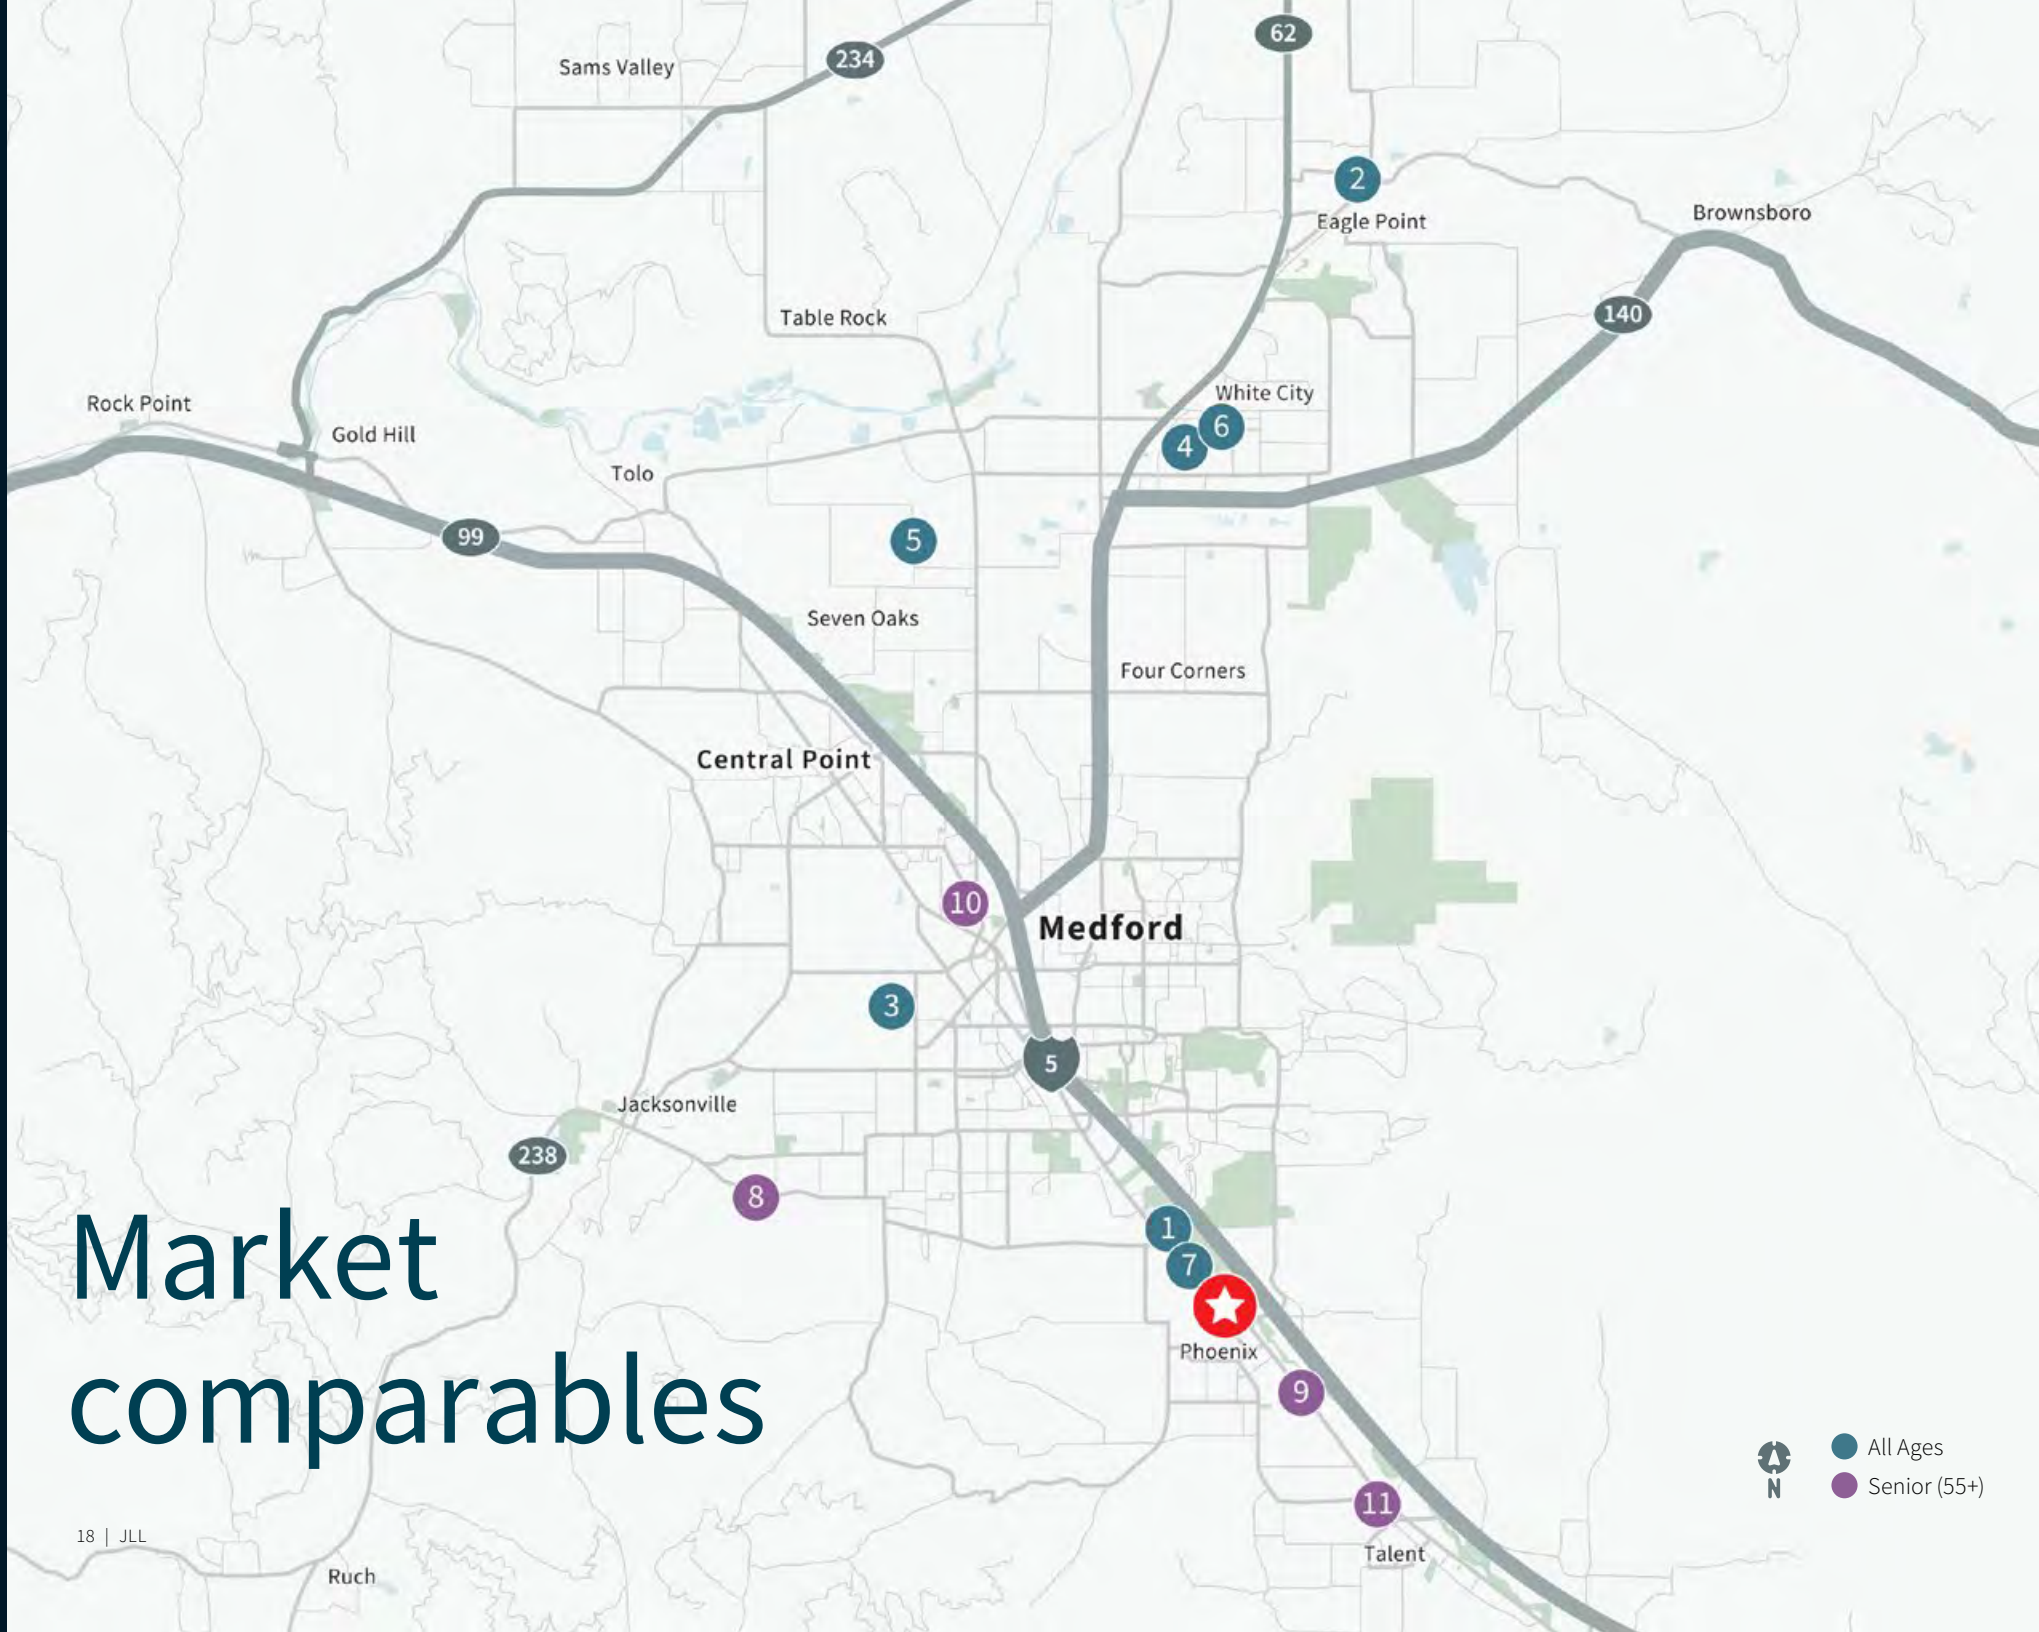 62
234
Sams Valley
2
Eagle Point
Brownsboro
140
Table Rock
White City
Rock Point
6
Gold Hill
4
Tolo
99
5
Seven Oaks
Four Corners
Central Point
10
Medford
3
5
Jacksonville
238
8
1
7
Phoenix
9
Market
comparables
All Ages
N
Senior (55+)
11
18 | JLL
Talent
Ruch